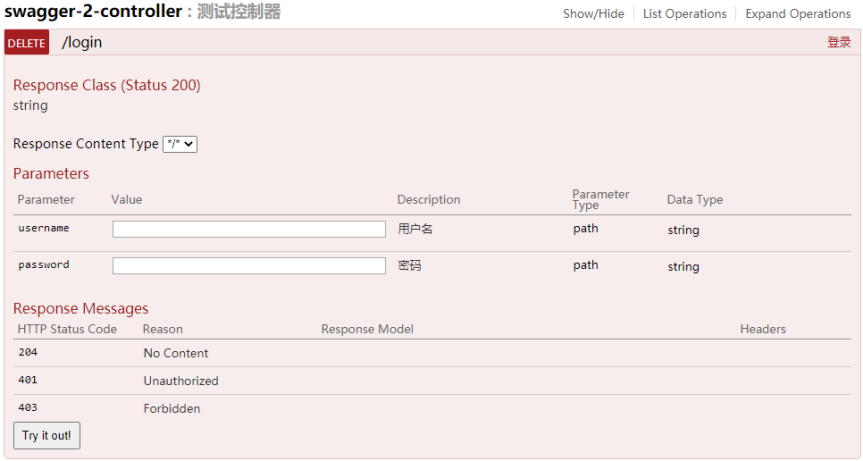 swagger-2-controller : 测试控制器 Show/Hide List Operations Expand Operations
DELETE /login 登录
Response Class (Status 200)
string
Response Content Type */*
Parameters
Parameter Value Description Parameter Type Data Type
username 用户名 path string
password 密码 path string
Response Messages
HTTP Status Code Reason Response Model Headers
204 No Content
401 Unauthorized
403 Forbidden
Try it out!